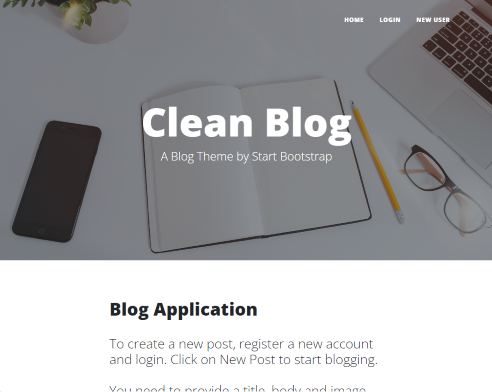 HOME LOGIN NEW USER
Clean Blog
A Blog Theme by Start Bootstrap
Blog Application
To create a new post, register a new account
and login. Click on New Post to start blogging.
You need to provide a title, body and image